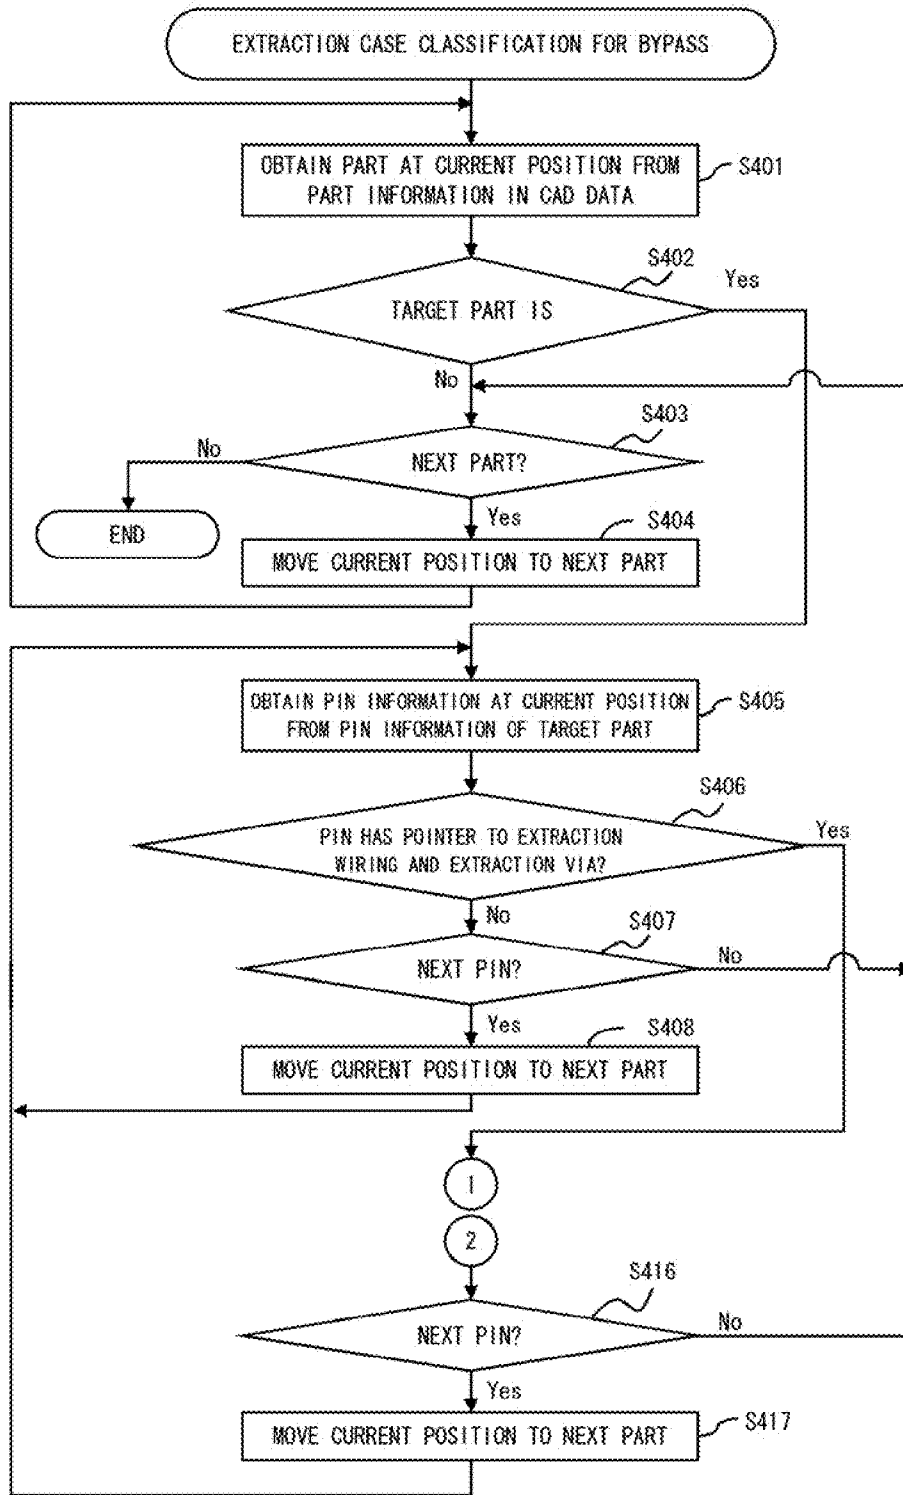 EXTRACTION CASE CLASSIFICATION FOR BYPASS
OBTAIN PART AT CURRENT POSITION FROM
PART INFORMATION IN CAD DATA
S401
S402
Yes
TARGET PART IS
No
S403
No
NEXT PART?
END
Yes
S404
MOVE CURRENT POSITION TO NEXT PART
OBTAIN PIN INFORMATION AT CURRENT POSITION
FROM PIN INFORMATION OF TARGET PART
S405
S406
Yes
PIN HAS POINTER TO EXTRACTION
WIRING AND EXTRACTION VIA?
No
S407
NEXT PIN?
No
Yes
S408
MOVE CURRENT POSITION TO NEXT PART
1
2
S416
NEXT PIN?
No
Yes
MOVE CURRENT POSITION TO NEXT PART
S417